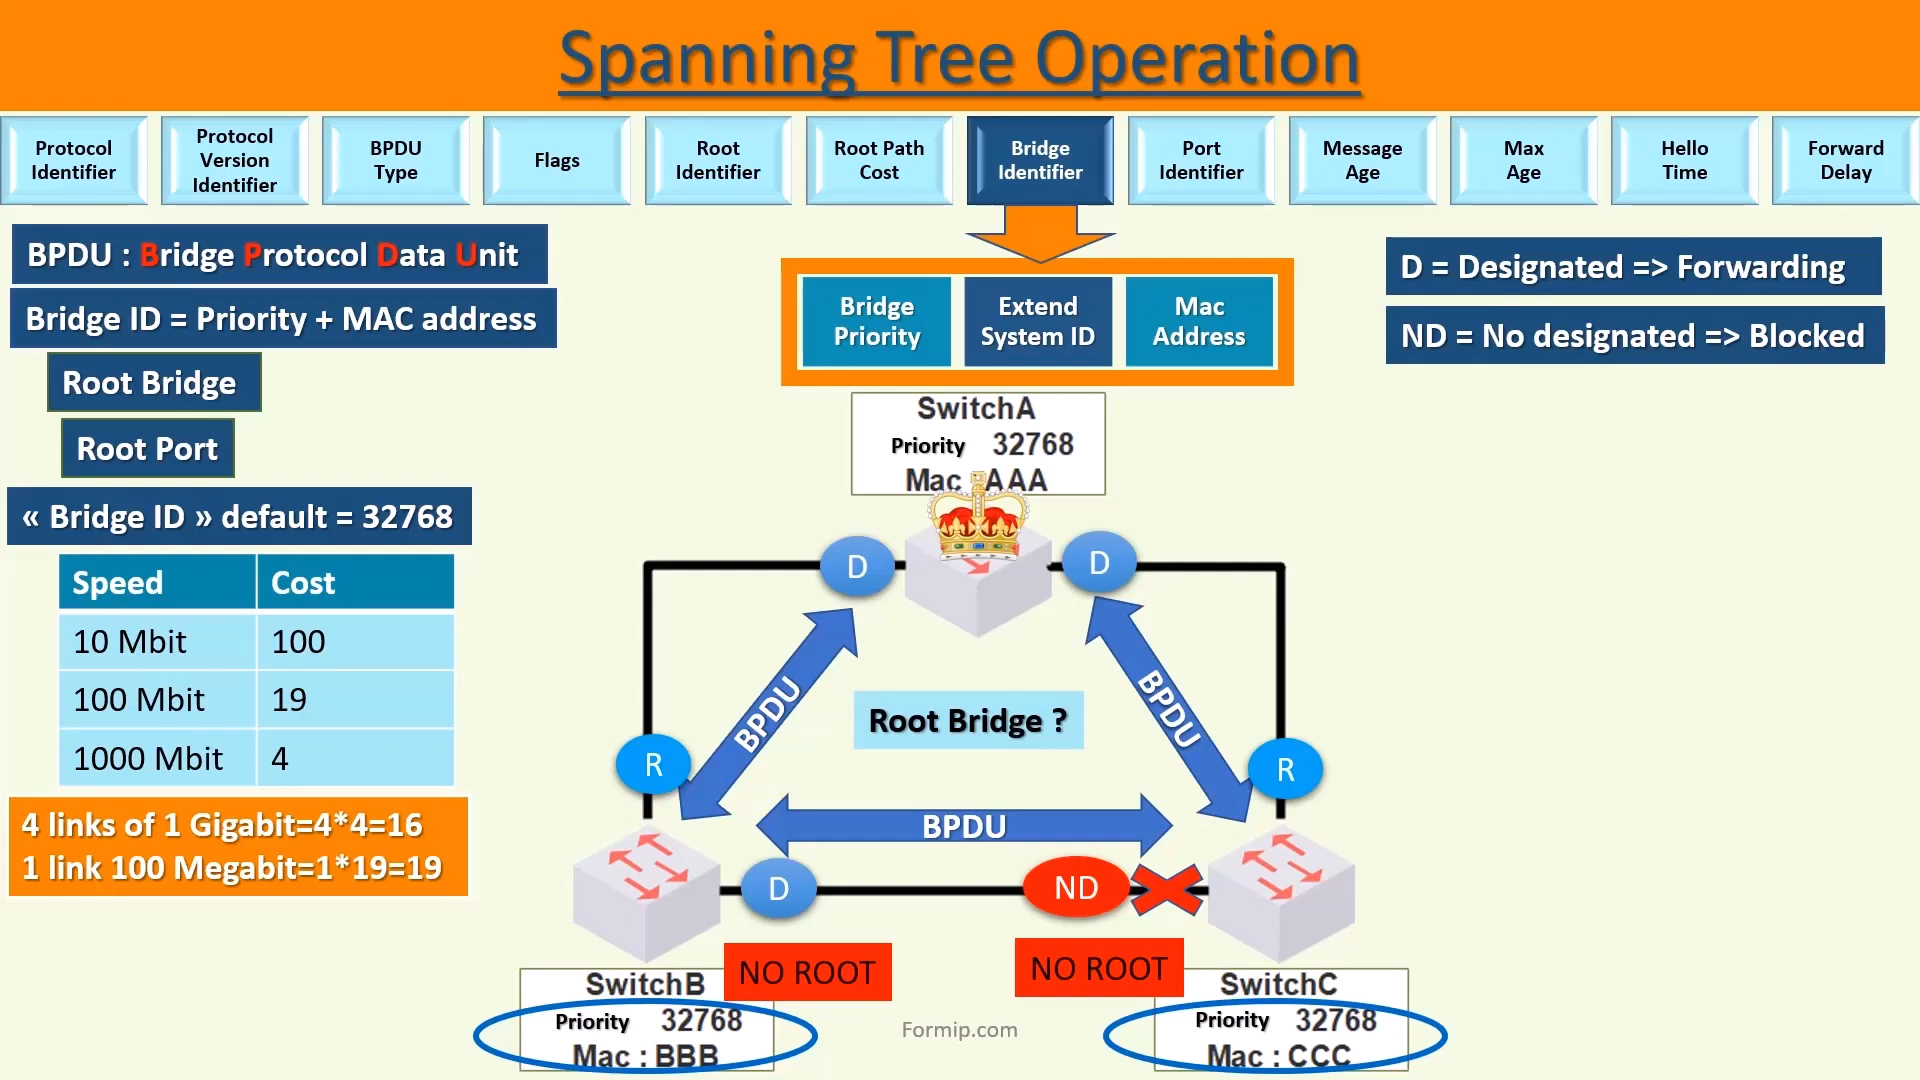 Spanning Tree Operation
Protocol
Identifier
Protocol
Version
Identifier
BPDU
Type
Flags
Root
Identifier
Root Path
Cost
Bridge
Identifier
Port
Identifier
Message
Age
Max
Age
Hello
Time
Forward
Delay
BPDU : Bridge Protocol Data Unit
Bridge ID = Priority + MAC address
Root Bridge
Root Port
« Bridge ID » default = 32768
Speed Cost
10 Mbit 100
100 Mbit 19
1000 Mbit 4
4 links of 1 Gigabit=4*4=16
1 link 100 Megabit=1*19=19
Bridge
Priority
Extend
System ID
Mac
Address
D = Designated => Forwarding
ND = No designated => Blocked
SwitchA
Priority 32768
Mac AAA
D
D
BPDU
BPDU
Root Bridge ?
R
R
BPDU
D
ND
NO ROOT
NO ROOT
SwitchB
Priority 32768
Mac : BBB
Formip.com
SwitchC
Priority 32768
Mac : CCC